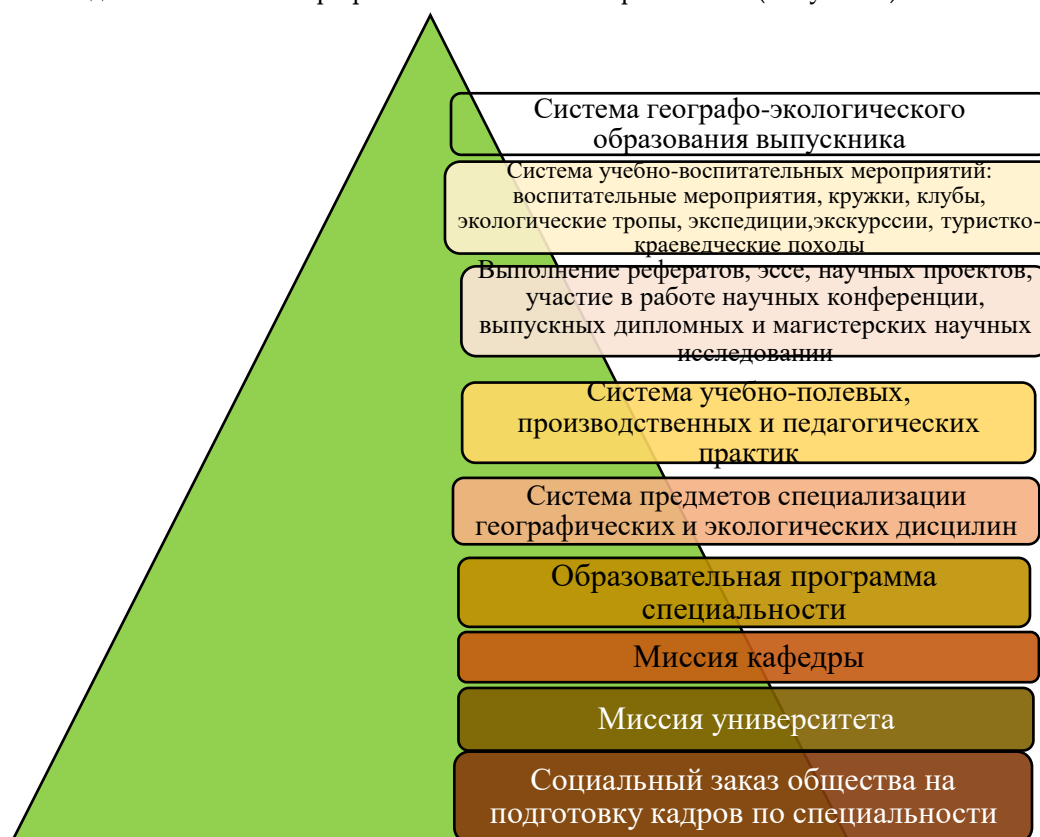 Система географо-экологического
образования выпускника
Система учебно-воспитательных мероприятий:
воспитательные мероприятия, кружки, клубы,
экологические тропы, экспедиции,экскурссии, туристко-
краеведческие походы
Выполнение рефератов, эссе, научных проектов,
участие в работе научных конференции,
выпускных дипломных и магистерских научных
исследовании
Система учебно-полевых,
производственных и педагогических
практик
Система предметов специализации
географических и экологических дисцилин
Образовательная программа
специальности
Миссия кафедры
Миссия университета
Социальный заказ общества на
подготовку кадров по специальности